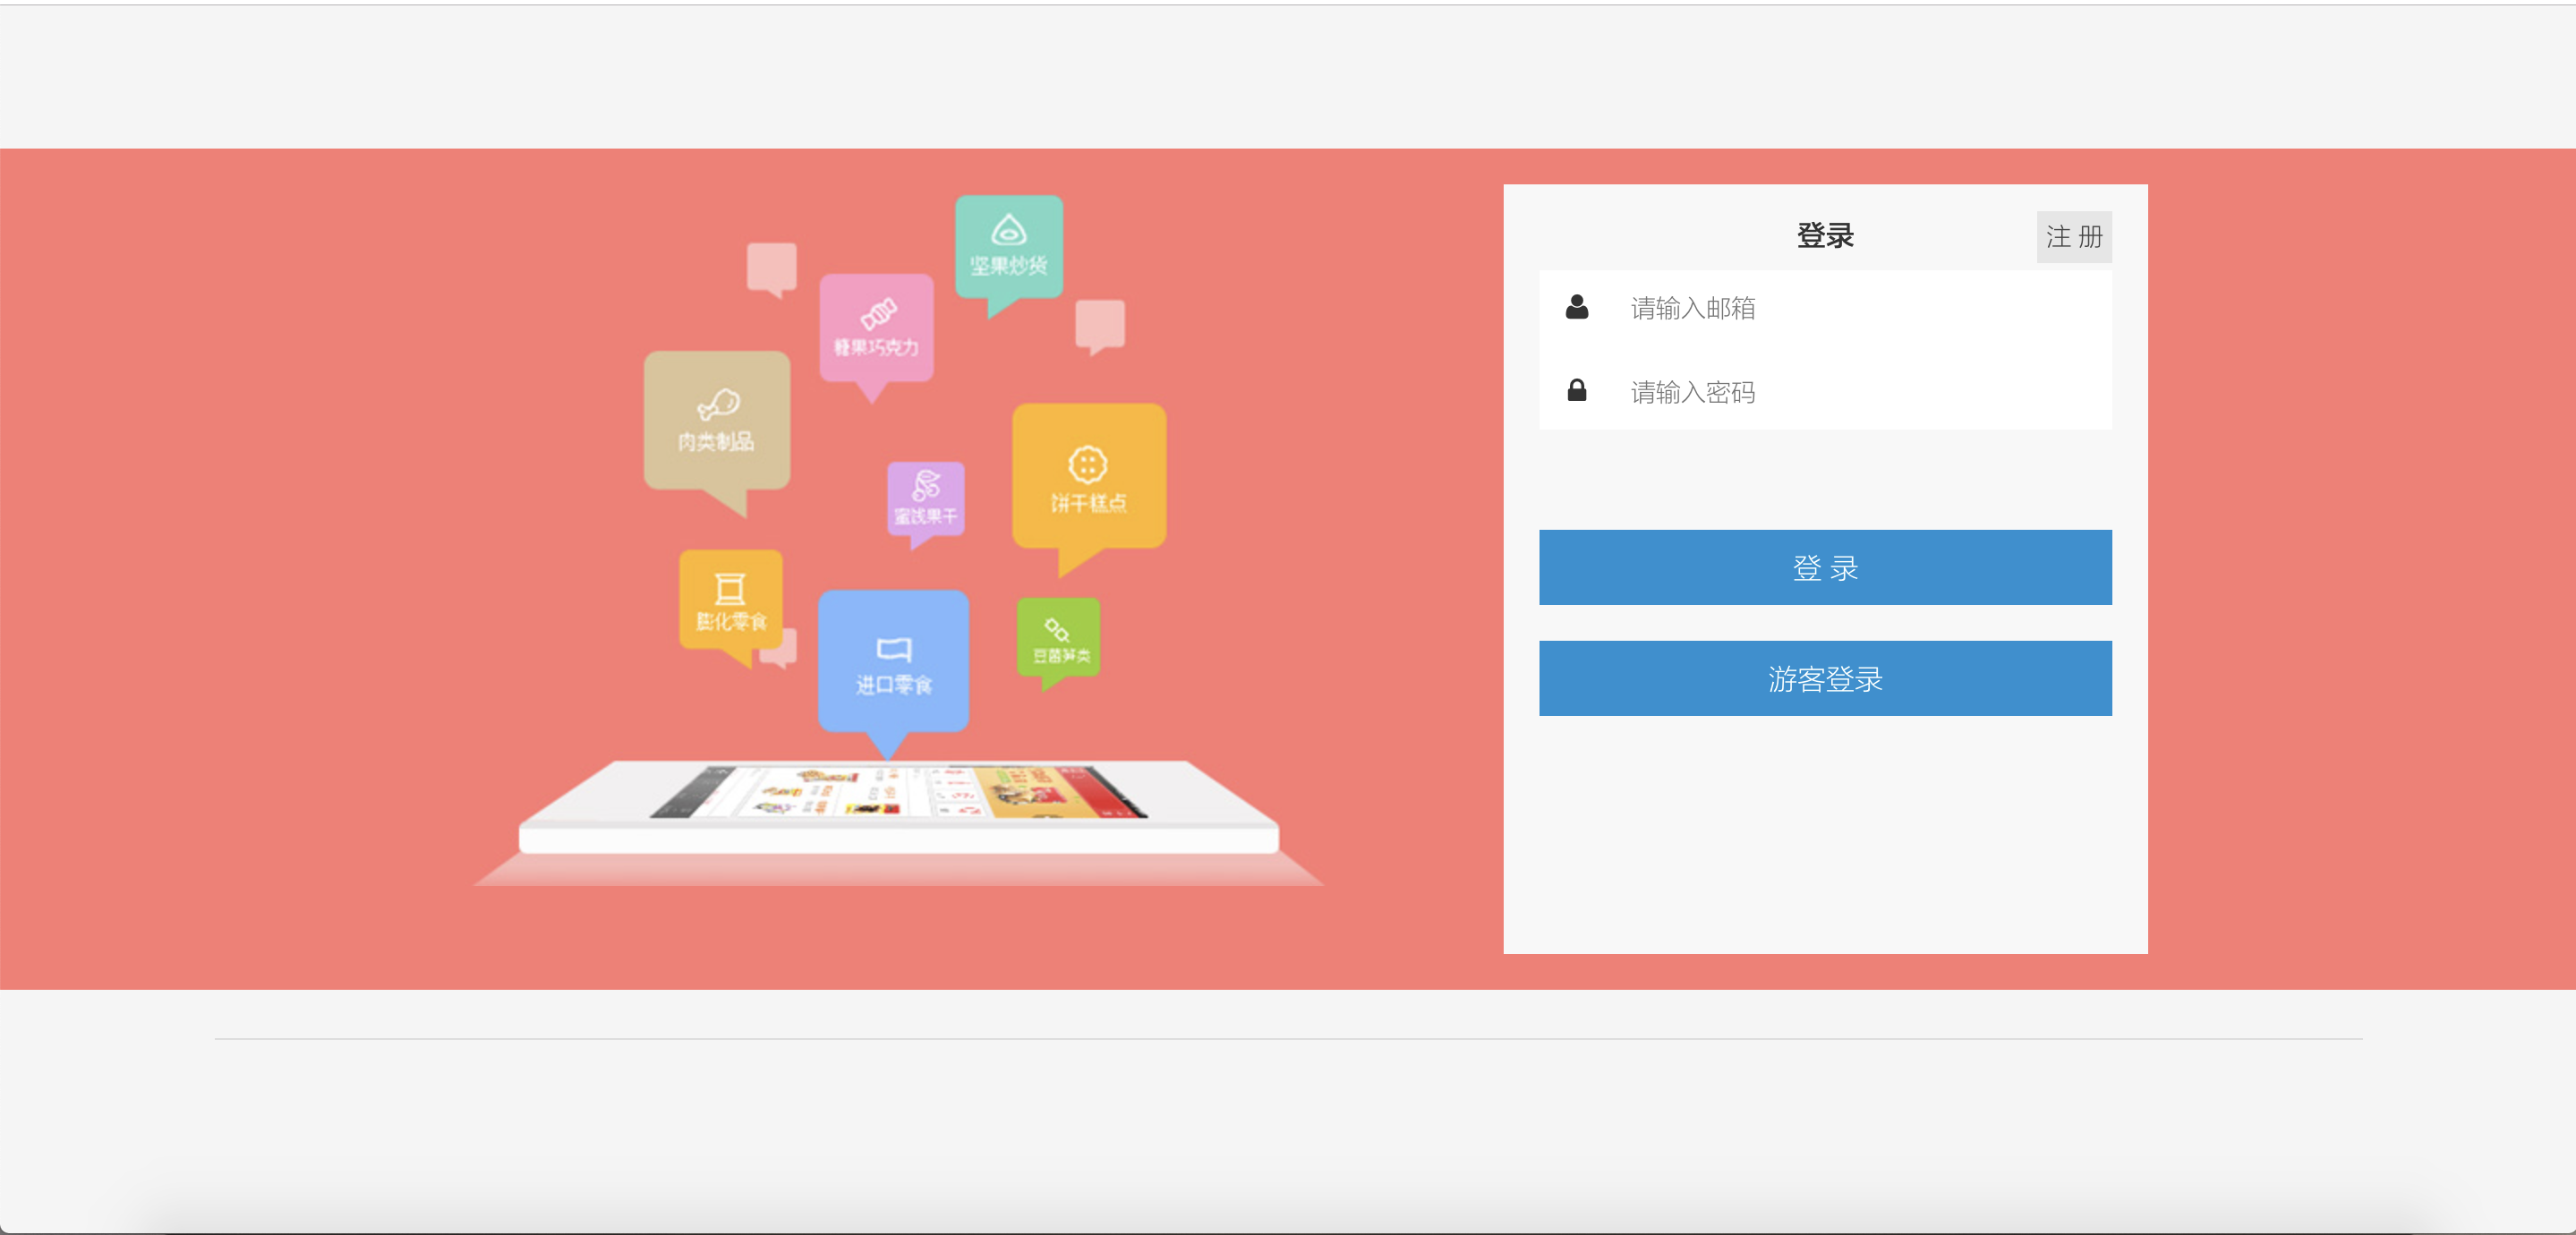 坚果炒货
糖果巧克力
肉类制品
饼干糕点
蜜饯果干
膨化零食
豆菌笋类
进口零食
登录
注 册
请输入邮箱
请输入密码
登 录
游客登录